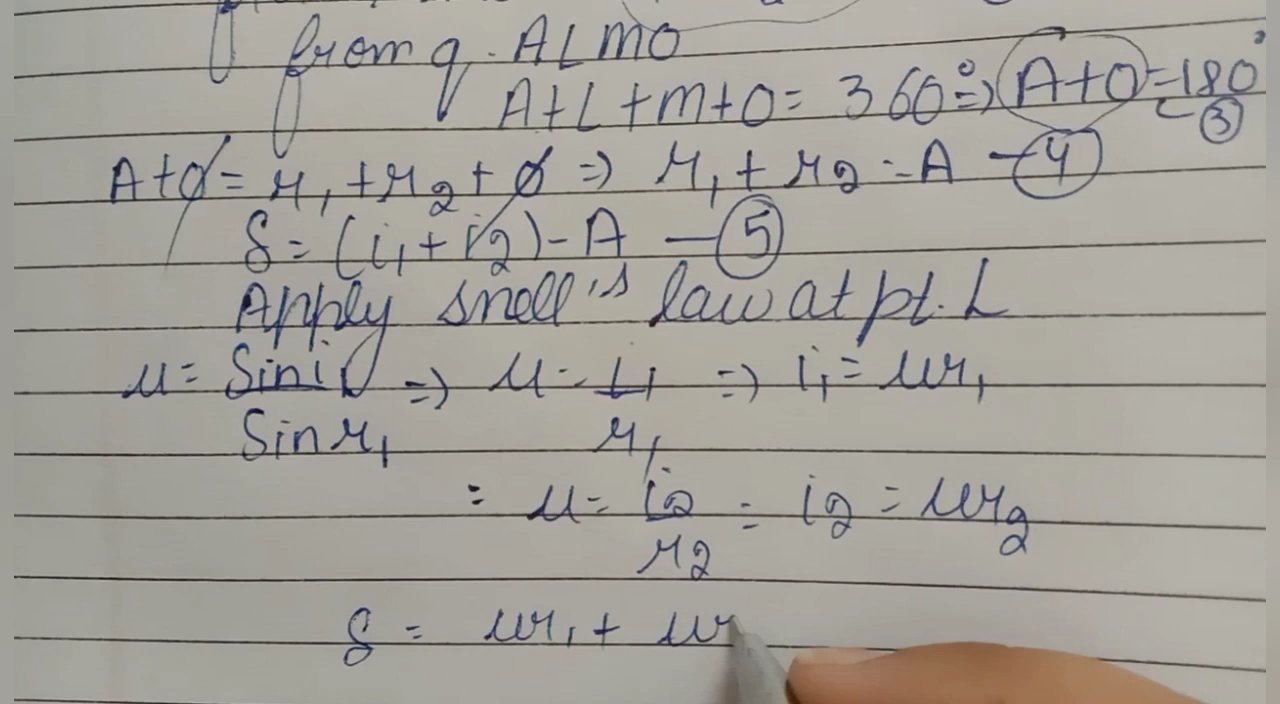 from q. ALMO
A+L+M+O = 360° => A+O = 180° - (3)
A+O = r₁ + r₂ + O => r₁ + r₂ = A - (4)
δ = (i₁ + i₂) - A - (5)
Apply snell's law at pt. L
μ = Sin i₁ / Sin r₁ => μ = i₁ / r₁ => i₁ = μr₁
= μ = i₂ / r₂ = i₂ = μr₂
δ = μr₁ + μr